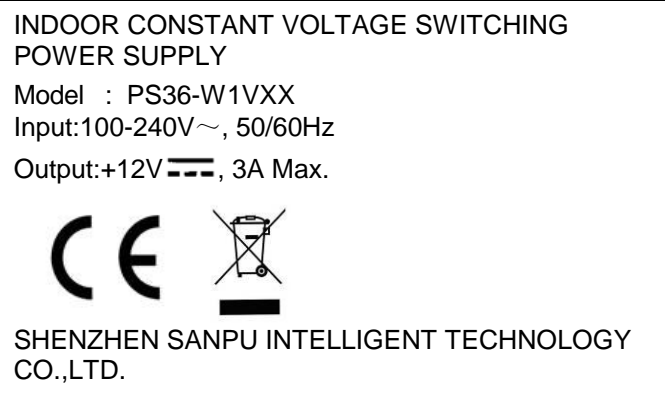 INDOOR CONSTANT VOLTAGE SWITCHING
POWER SUPPLY
Model : PS36-W1VXX
Input:100-240V～, 50/60Hz
Output:+12V⎓, 3A Max.
CE
SHENZHEN SANPU INTELLIGENT TECHNOLOGY
CO.,LTD.